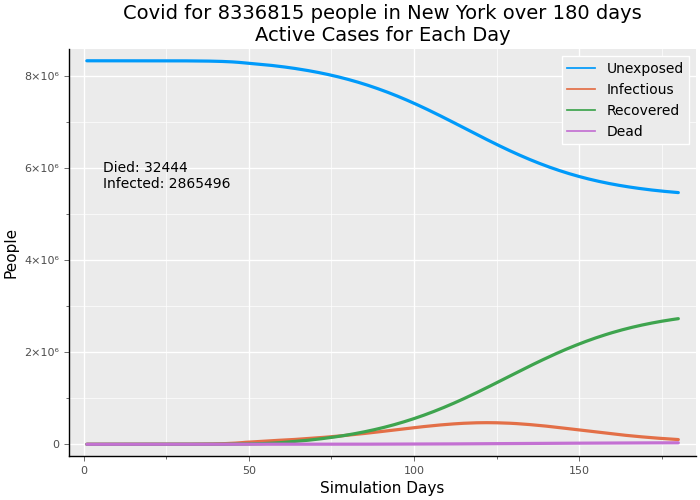 Covid for 8336815 people in New York over 180 days
Active Cases for Each Day
Unexposed
Infectious
Recovered
Dead
Died: 32444
Infected: 2865496
People
8×10⁶
6×10⁶
4×10⁶
2×10⁶
0
0 50 100 150
Simulation Days